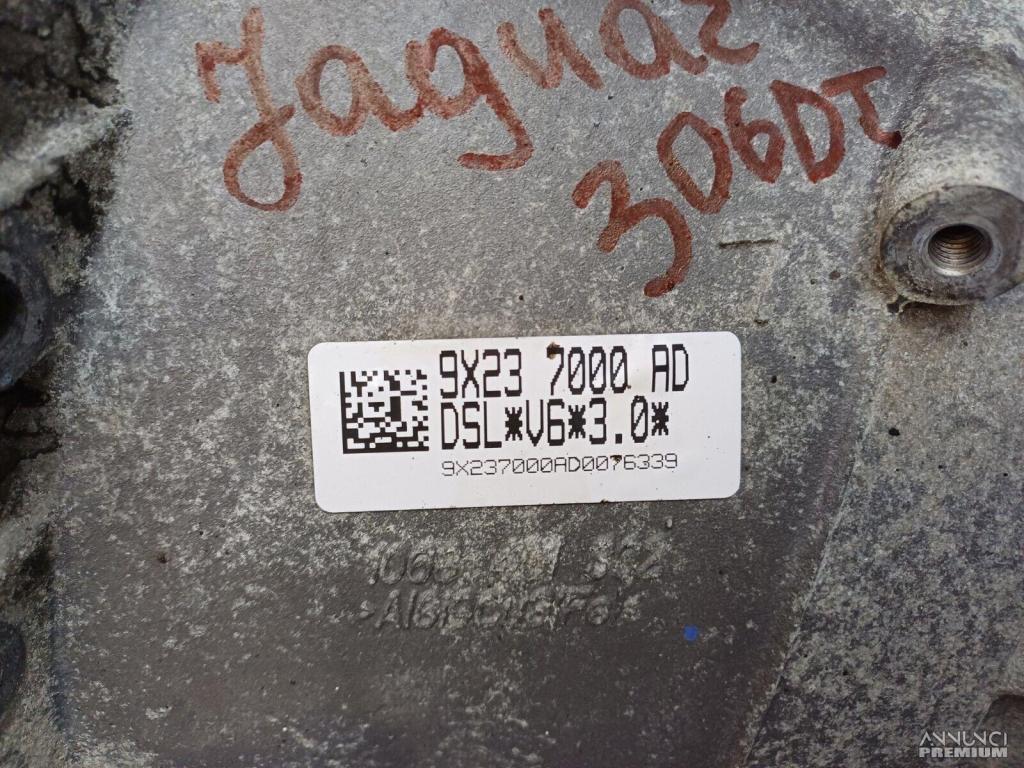 Jaguar
306DT
9X23 7000 AD
DSL*V6*3.0*
9X237000AD0076339
ANNUNCI
PREMIUM